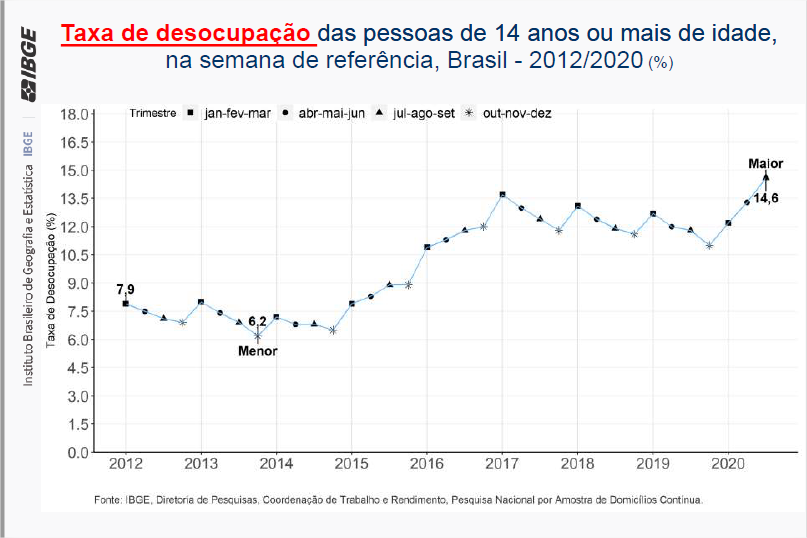 IBGE
Instituto Brasileiro de Geografia e Estatística IBGE
Taxa de desocupação das pessoas de 14 anos ou mais de idade,
na semana de referência, Brasil - 2012/2020 (%)
Trimestre jan-fev-mar abr-mai-jun jul-ago-set out-nov-dez
Taxa de Desocupação (%)
18.0
16.5
15.0
13.5
12.0
10.5
9.0
7.5
6.0
4.5
3.0
1.5
0.0
7,9
6,2
Menor
Maior
14,6
2012 2013 2014 2015 2016 2017 2018 2019 2020
Fonte: IBGE, Diretoria de Pesquisas, Coordenação de Trabalho e Rendimento, Pesquisa Nacional por Amostra de Domicílios Contínua.